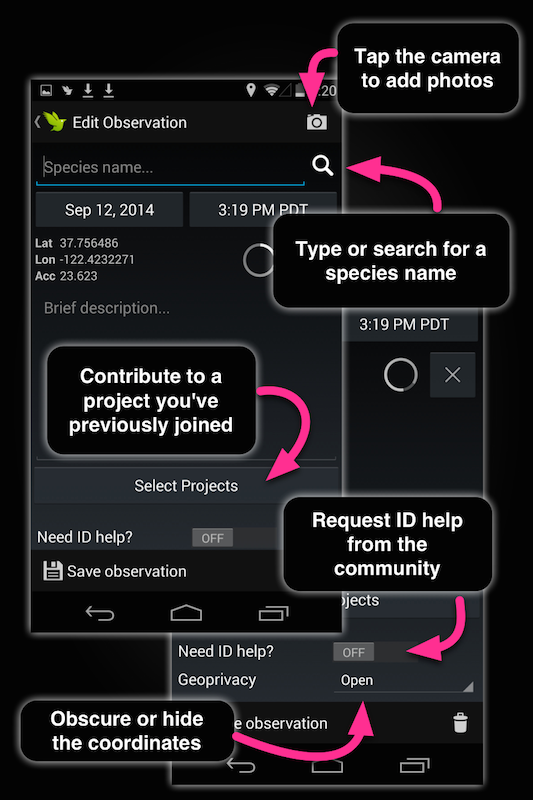 Tap the camera
to add photos
:20
Edit Observation
Species name...
Sep 12, 2014
3:19 PM PDT
Type or search for a
species name
Lat 37.756486
Lon -122.4232271
Acc 23.623
Brief description...
3:19 PM PDT
Contribute to a
project you've
previously joined
Select Projects
Request ID help
from the
community
Need ID help? OFF
Save observation
ojects
Need ID help? OFF
Geoprivacy Open
Obscure or hide
the coordinates
e observation